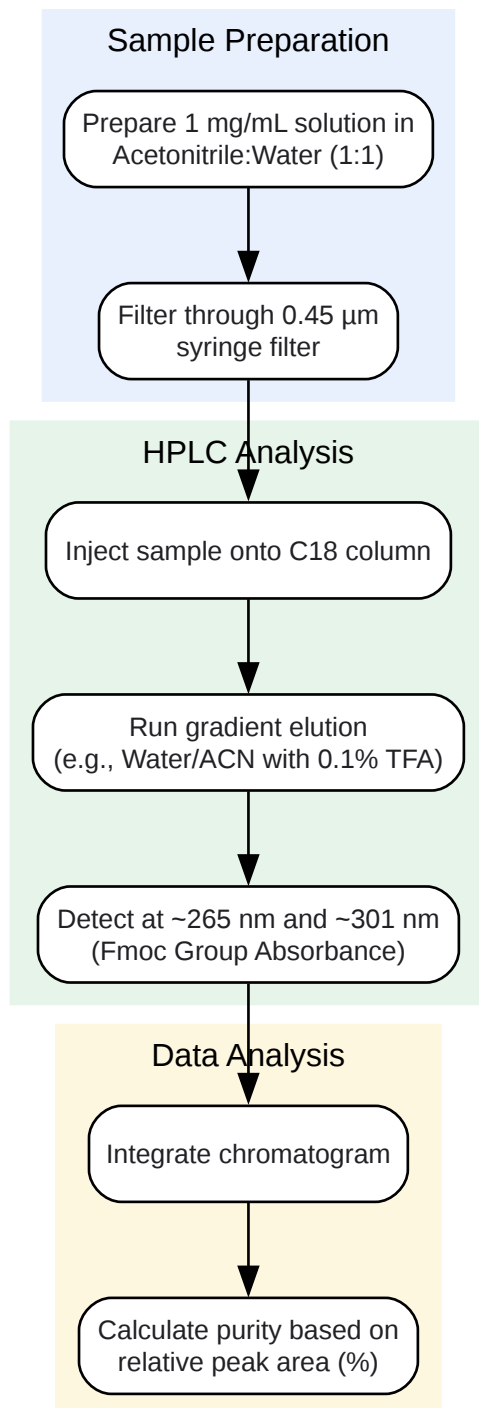 Sample Preparation
Prepare 1 mg/mL solution in
Acetonitrile:Water (1:1)
Filter through 0.45 µm
syringe filter
HPLC Analysis
Inject sample onto C18 column
Run gradient elution
(e.g., Water/ACN with 0.1% TFA)
Detect at ~265 nm and ~301 nm
(Fmoc Group Absorbance)
Data Analysis
Integrate chromatogram
Calculate purity based on
relative peak area (%)